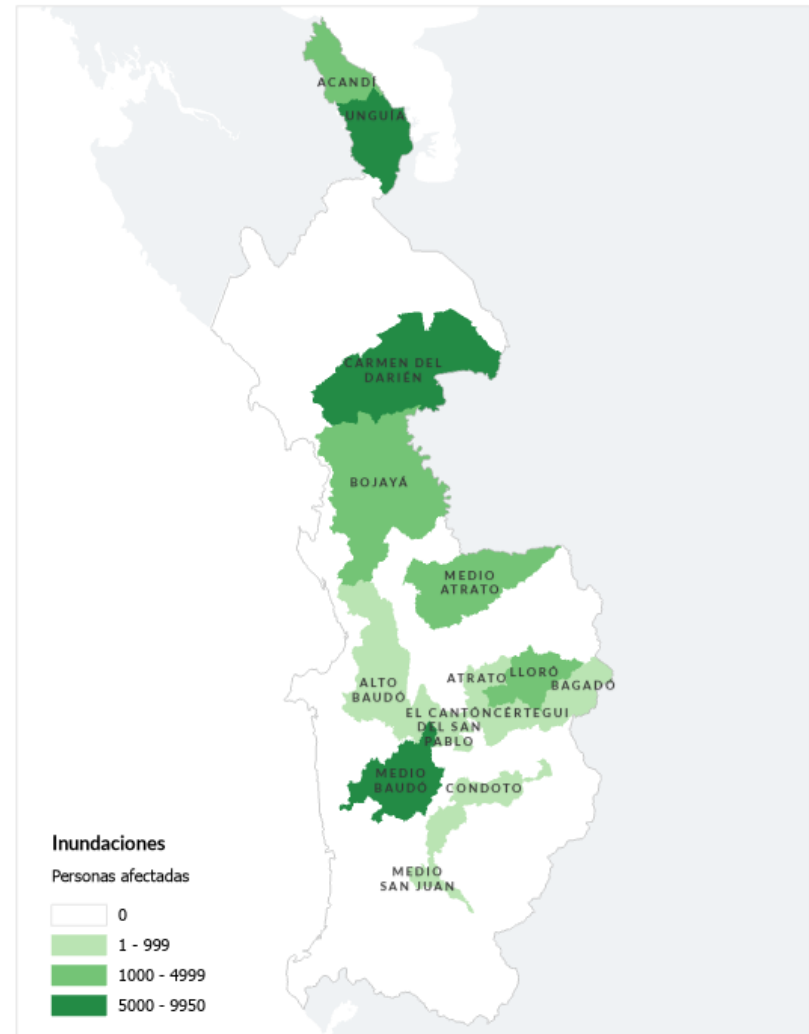 ACANDÍ
UNGUÍA
CARMEN DEL
DARIÉN
BOJAYÁ
MEDIO
ATRATO
ALTO
BAUDÓ
ATRATO
LLORÓ
BAGADÓ
EL CANTÓN
DEL SAN
PABLO
CÉRTEGUI
MEDIO
BAUDÓ
CONDOTO
MEDIO
SAN JUAN
Inundaciones
Personas afectadas
0
1 - 999
1000 - 4999
5000 - 9950